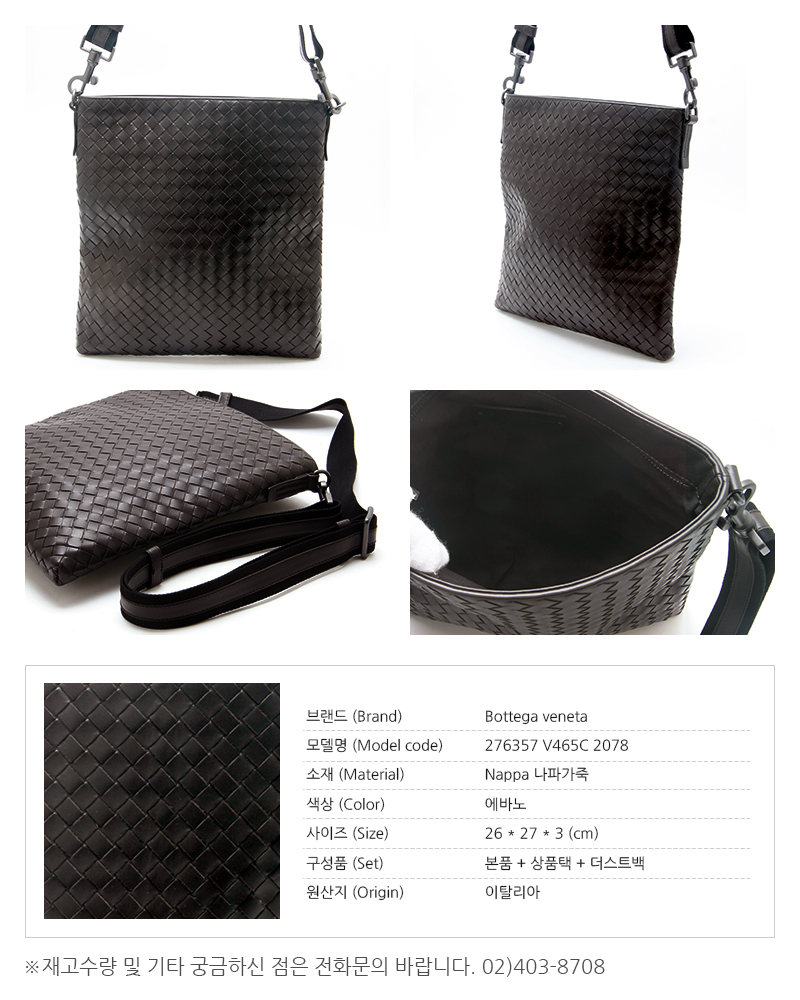 브랜드 (Brand) Bottega veneta
모델명 (Model code) 276357 V465C 2078
소재 (Material) Nappa 나파가죽
색상 (Color) 에바노
사이즈 (Size) 26 * 27 * 3 (cm)
구성품 (Set) 본품 + 상품택 + 더스트백
원산지 (Origin) 이탈리아
※재고수량 및 기타 궁금하신 점은 전화문의 바랍니다. 02)403-8708